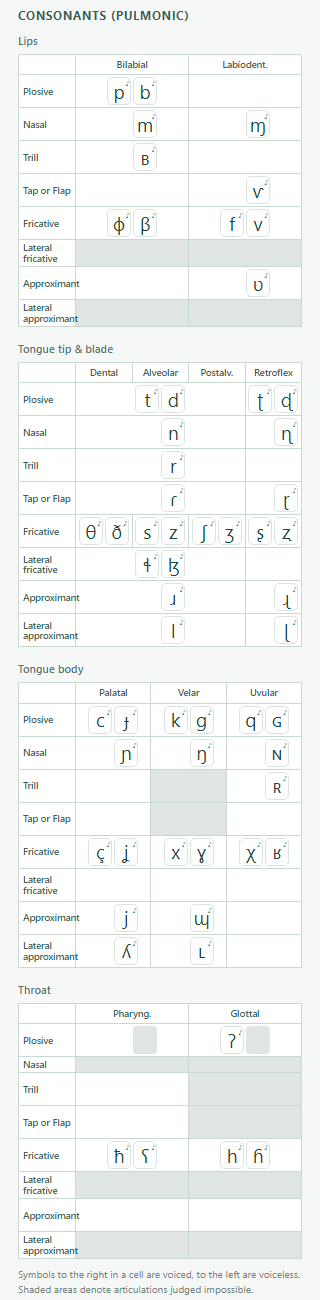 CONSONANTS (PULMONIC)
Lips
Bilabial Labiodent.
Plosive p b
Nasal m ɱ
Trill ʙ
Tap or Flap ⱱ
Fricative ɸ β f v
Lateral
fricative
Approximant ʋ
Lateral
approximant
Tongue tip & blade
Dental Alveolar Postalv. Retroflex
Plosive t d ʈ ɖ
Nasal n ɳ
Trill r
Tap or Flap ɾ ɽ
Fricative θ ð s z ʃ ʒ ʂ ʐ
Lateral
fricative ɬ ɮ
Approximant ɹ ɻ
Lateral
approximant l ɭ
Tongue body
Palatal Velar Uvular
Plosive c ɟ k ɡ q ɢ
Nasal ɲ ŋ ɴ
Trill ʀ
Tap or Flap
Fricative ç ʝ x ɣ χ ʁ
Lateral
fricative
Approximant j ɰ
Lateral
approximant ʎ ʟ
Throat
Pharyng. Glottal
Plosive ʔ
Nasal
Trill
Tap or Flap
Fricative ħ ʕ h ɦ
Lateral
fricative
Approximant
Lateral
approximant
Symbols to the right in a cell are voiced, to the left are voiceless.
Shaded areas denote articulations judged impossible.